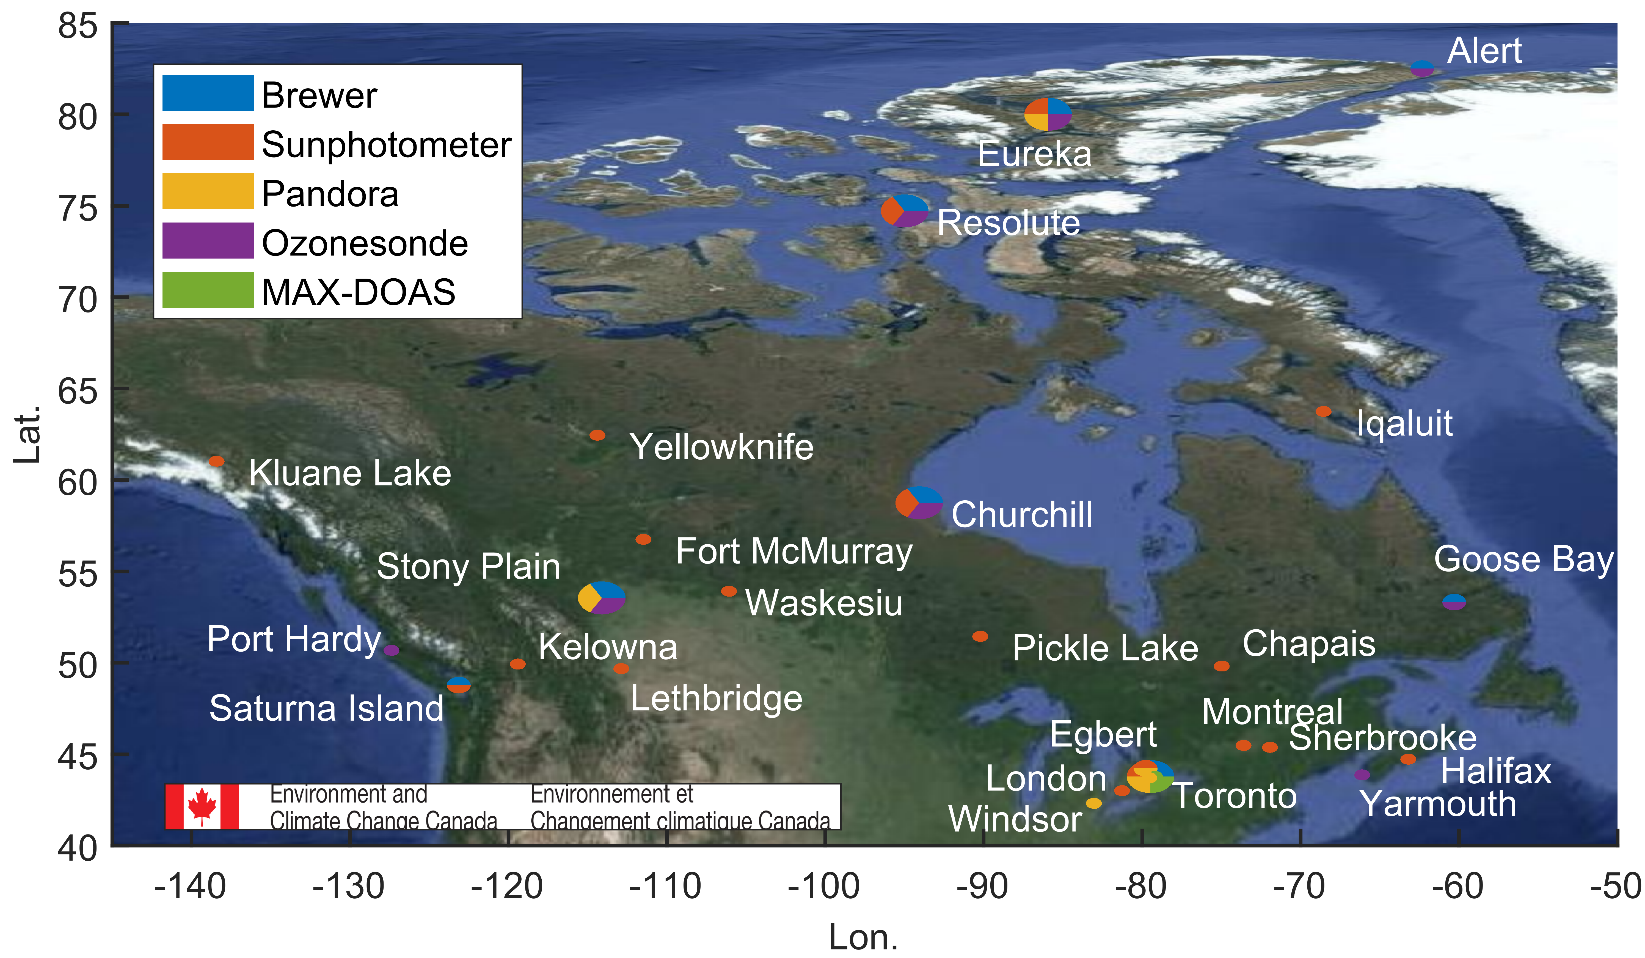 85
80
75
70
65
60
55
50
45
40
Lat.
Brewer
Sunphotometer
Pandora
Ozonesonde
MAX-DOAS
Alert
Eureka
Resolute
Iqaluit
Yellowknife
Kluane Lake
Churchill
Fort McMurray
Stony Plain
Goose Bay
Waskesiu
Port Hardy
Kelowna
Pickle Lake
Chapais
Saturna Island
Lethbridge
Montreal
Egbert
Sherbrooke
London
Halifax
Toronto
Yarmouth
Windsor
Environment and
Climate Change Canada
Environnement et
Changement climatique Canada
-140
-130
-120
-110
-100
-90
-80
-70
-60
-50
Lon.